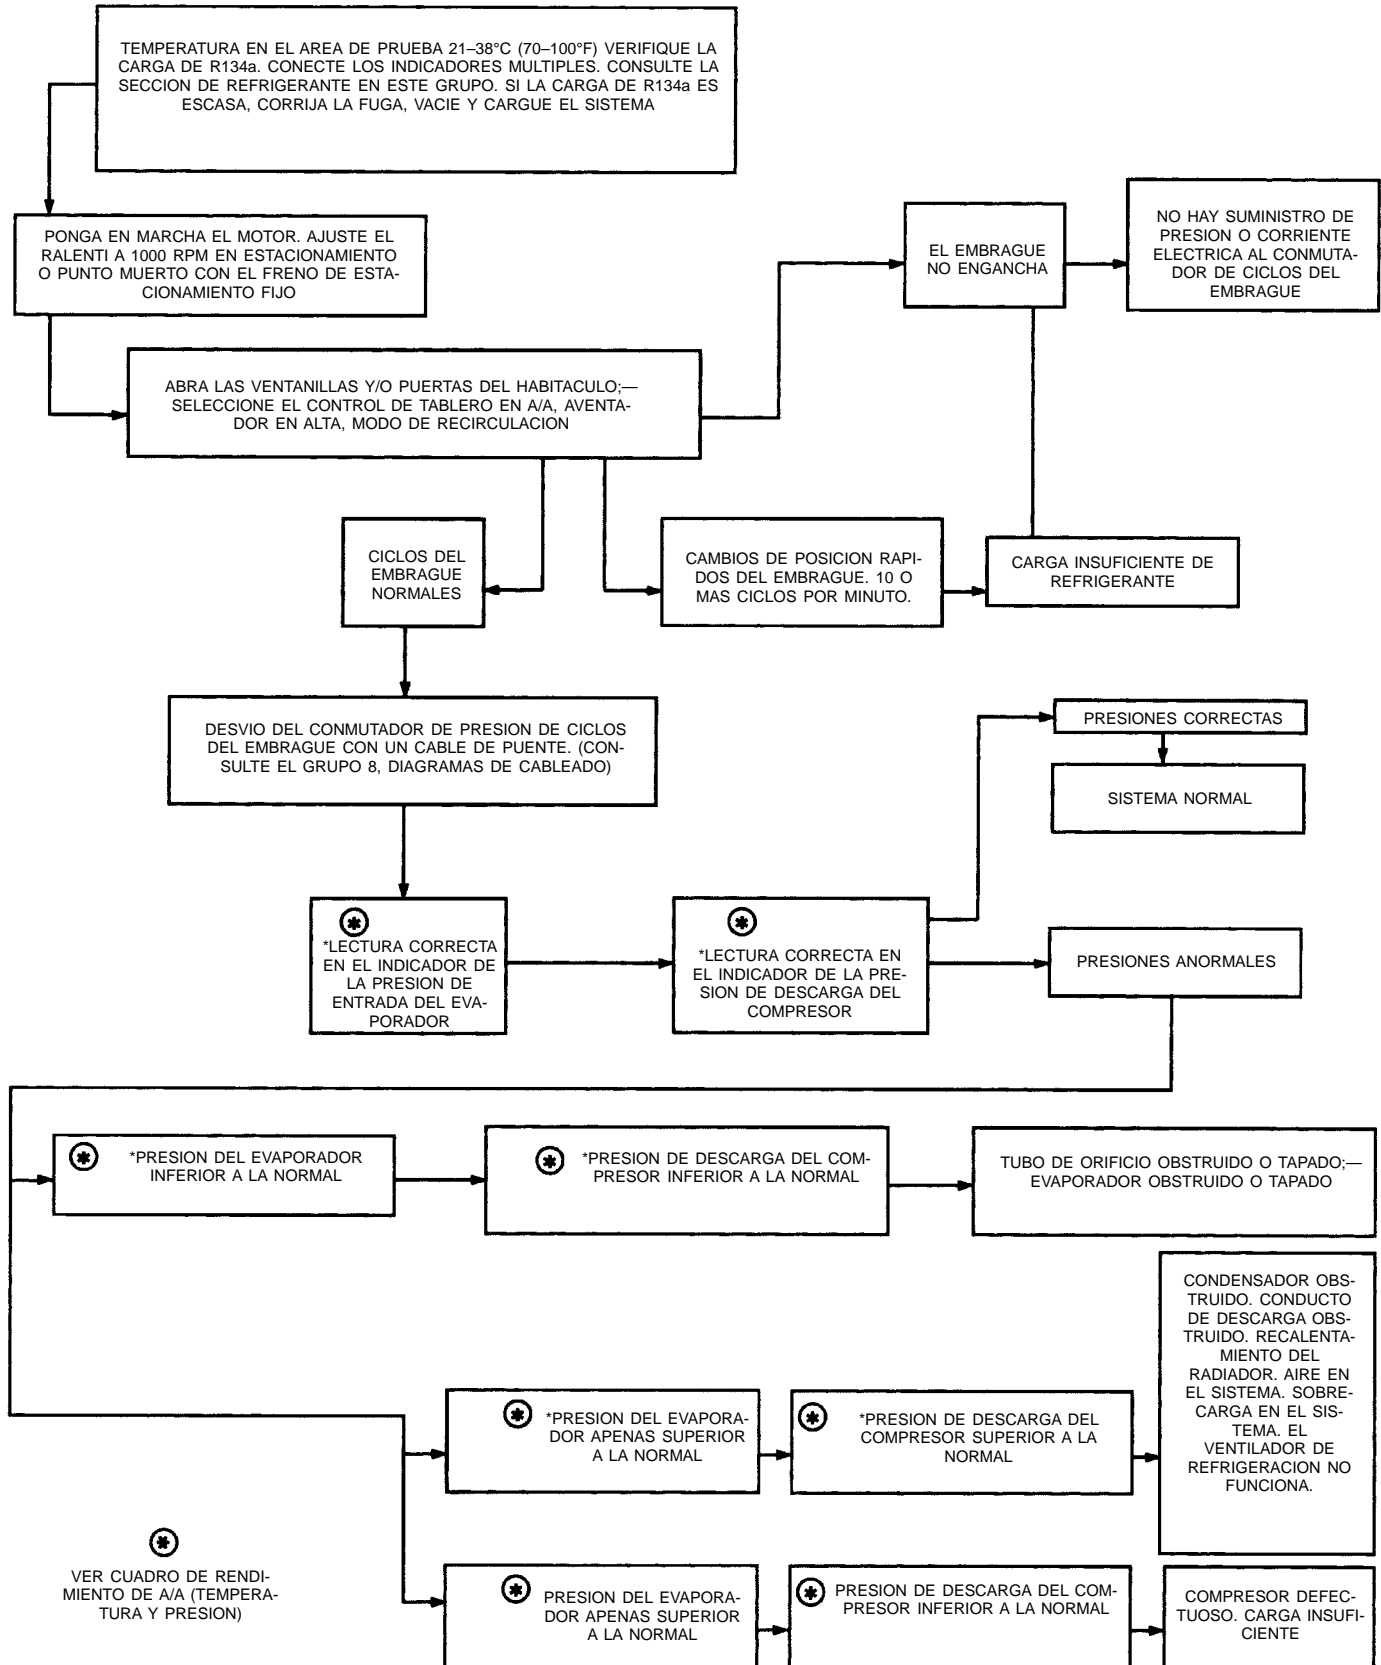 TEMPERATURA EN EL AREA DE PRUEBA 21–38°C (70–100°F) VERIFIQUE LA
CARGA DE R134a. CONECTE LOS INDICADORES MULTIPLES. CONSULTE LA
SECCION DE REFRIGERANTE EN ESTE GRUPO. SI LA CARGA DE R134a ES
ESCASA, CORRIJA LA FUGA, VACIE Y CARGUE EL SISTEMA
PONGA EN MARCHA EL MOTOR. AJUSTE EL
RALENTI A 1000 RPM EN ESTACIONAMIENTO
O PUNTO MUERTO CON EL FRENO DE ESTA-
CIONAMIENTO FIJO
EL EMBRAGUE
NO ENGANCHA
NO HAY SUMINISTRO DE
PRESION O CORRIENTE
ELECTRICA AL CONMUTA-
DOR DE CICLOS DEL
EMBRAGUE
ABRA LAS VENTANILLAS Y/O PUERTAS DEL HABITACULO;—
SELECCIONE EL CONTROL DE TABLERO EN A/A, AVENTA-
DOR EN ALTA, MODO DE RECIRCULACION
CICLOS DEL
EMBRAGUE
NORMALES
CAMBIOS DE POSICION RAPI-
DOS DEL EMBRAGUE. 10 O
MAS CICLOS POR MINUTO.
CARGA INSUFICIENTE DE
REFRIGERANTE
DESVIO DEL CONMUTADOR DE PRESION DE CICLOS
DEL EMBRAGUE CON UN CABLE DE PUENTE. (CON-
SULTE EL GRUPO 8, DIAGRAMAS DE CABLEADO)
PRESIONES CORRECTAS
SISTEMA NORMAL
*LECTURA CORRECTA
EN EL INDICADOR DE
LA PRESION DE
ENTRADA DEL EVA-
PORADOR
*LECTURA CORRECTA EN
EL INDICADOR DE LA PRE-
SION DE DESCARGA DEL
COMPRESOR
PRESIONES ANORMALES
*PRESION DEL EVAPORADOR
INFERIOR A LA NORMAL
*PRESION DE DESCARGA DEL COM-
PRESOR INFERIOR A LA NORMAL
TUBO DE ORIFICIO OBSTRUIDO O TAPADO;—
EVAPORADOR OBSTRUIDO O TAPADO
*PRESION DEL EVAPORA-
DOR APENAS SUPERIOR
A LA NORMAL
*PRESION DE DESCARGA DEL
COMPRESOR SUPERIOR A LA
NORMAL
CONDENSADOR OBS-
TRUIDO. CONDUCTO
DE DESCARGA OBS-
TRUIDO. RECALENTA-
MIENTO DEL
RADIADOR. AIRE EN
EL SISTEMA. SOBRE-
CARGA EN EL SIS-
TEMA. EL
VENTILADOR DE
REFRIGERACION NO
FUNCIONA.
VER CUADRO DE RENDI-
MIENTO DE A/A (TEMPERA-
TURA Y PRESION)
PRESION DEL EVAPORA-
DOR APENAS SUPERIOR
A LA NORMAL
PRESION DE DESCARGA DEL COM-
PRESOR INFERIOR A LA NORMAL
COMPRESOR DEFEC-
TUOSO. CARGA INSUFI-
CIENTE